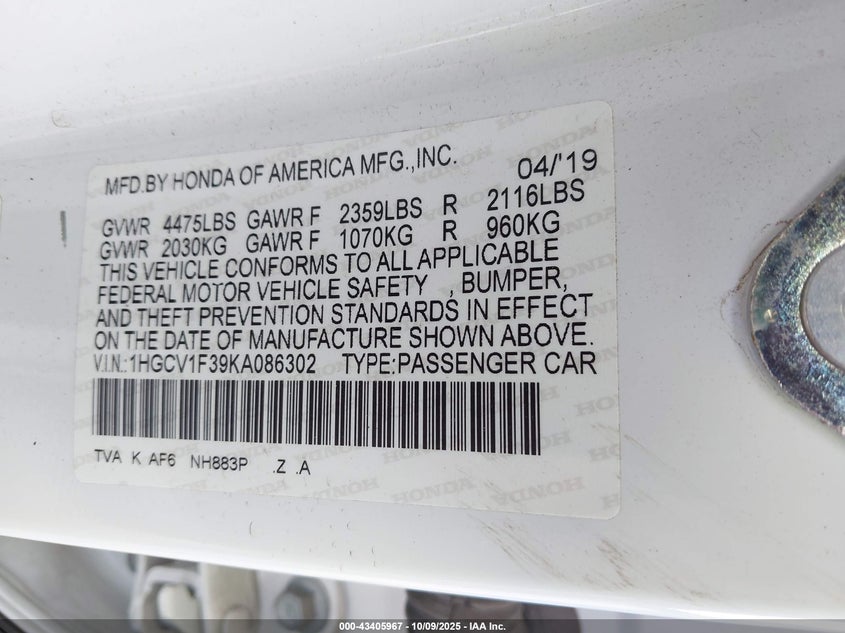 MFD.BY HONDA OF AMERICA MFG.,INC. 04/'19
GVWR 4475LBS GAWR F 2359LBS R 2116LBS
GVWR 2030KG GAWR F 1070KG R 960KG
THIS VEHICLE CONFORMS TO ALL APPLICABLE
FEDERAL MOTOR VEHICLE SAFETY , BUMPER,
AND THEFT PREVENTION STANDARDS IN EFFECT
ON THE DATE OF MANUFACTURE SHOWN ABOVE.
V.I.N.:1HGCV1F39KA086302 TYPE:PASSENGER CAR
TVA K AF6 NH883P .Z .A
HONDA HONDA HONDA
000-43405967 - 10/09/2025 - IAA Inc.